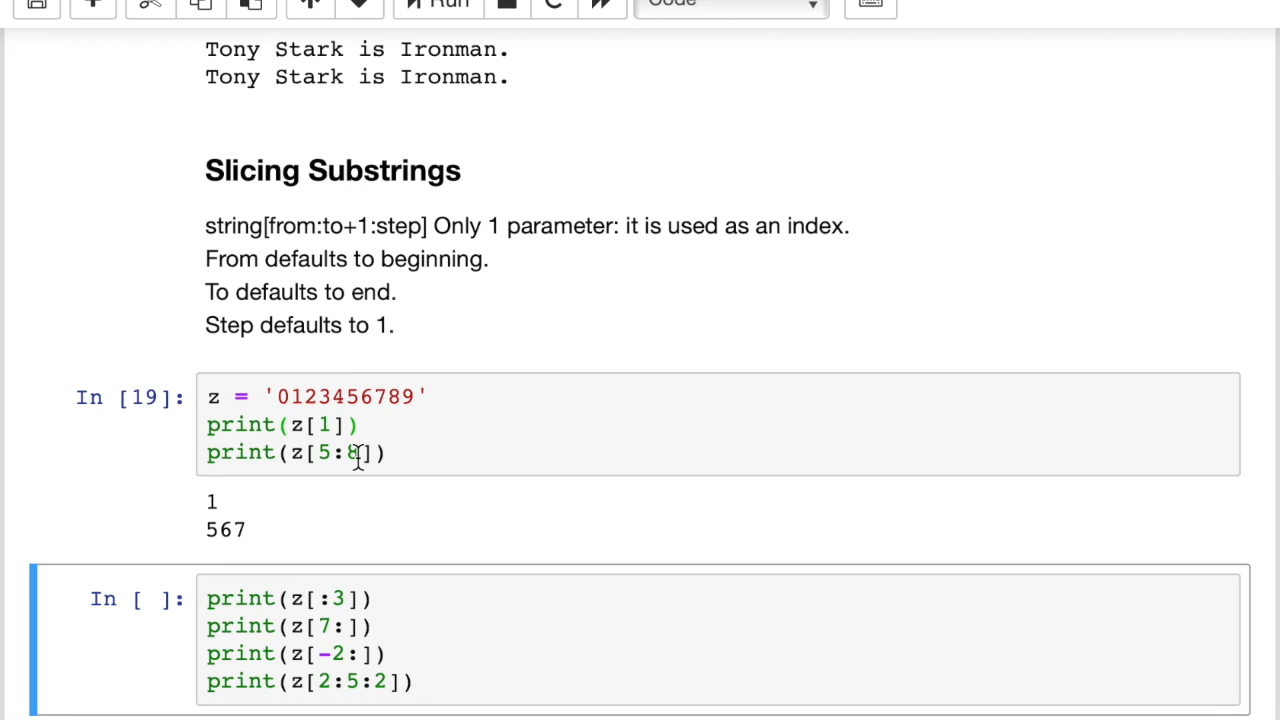 Run
Code
Tony Stark is Ironman.
Tony Stark is Ironman.
Slicing Substrings
string[from:to+1:step] Only 1 parameter: it is used as an index.
From defaults to beginning.
To defaults to end.
Step defaults to 1.
In [19]: z = '0123456789'
print(z[1])
print(z[5:8])
1
567
In [ ]: print(z[:3])
print(z[7:])
print(z[-2:])
print(z[2:5:2])